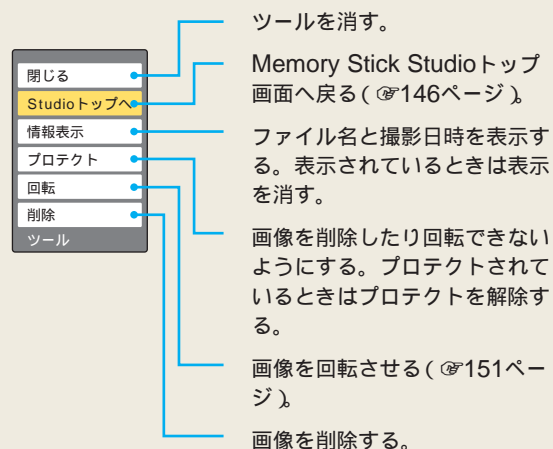 閉じる
Studioトップへ
情報表示
プロテクト
回転
削除
ツール
ツールを消す。
Memory Stick Studioトップ
画面へ戻る(☞146ページ)。
ファイル名と撮影日時を表示す
る。表示されているときは表示
を消す。
画像を削除したり回転できない
ようにする。プロテクトされて
いるときはプロテクトを解除す
る。
画像を回転させる(☞151ペー
ジ)。
画像を削除する。